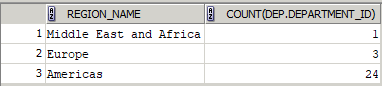 REGION_NAME COUNT(DEP.DEPARTMENT_ID)
1 Middle East and Africa 1
2 Europe 3
3 Americas 24